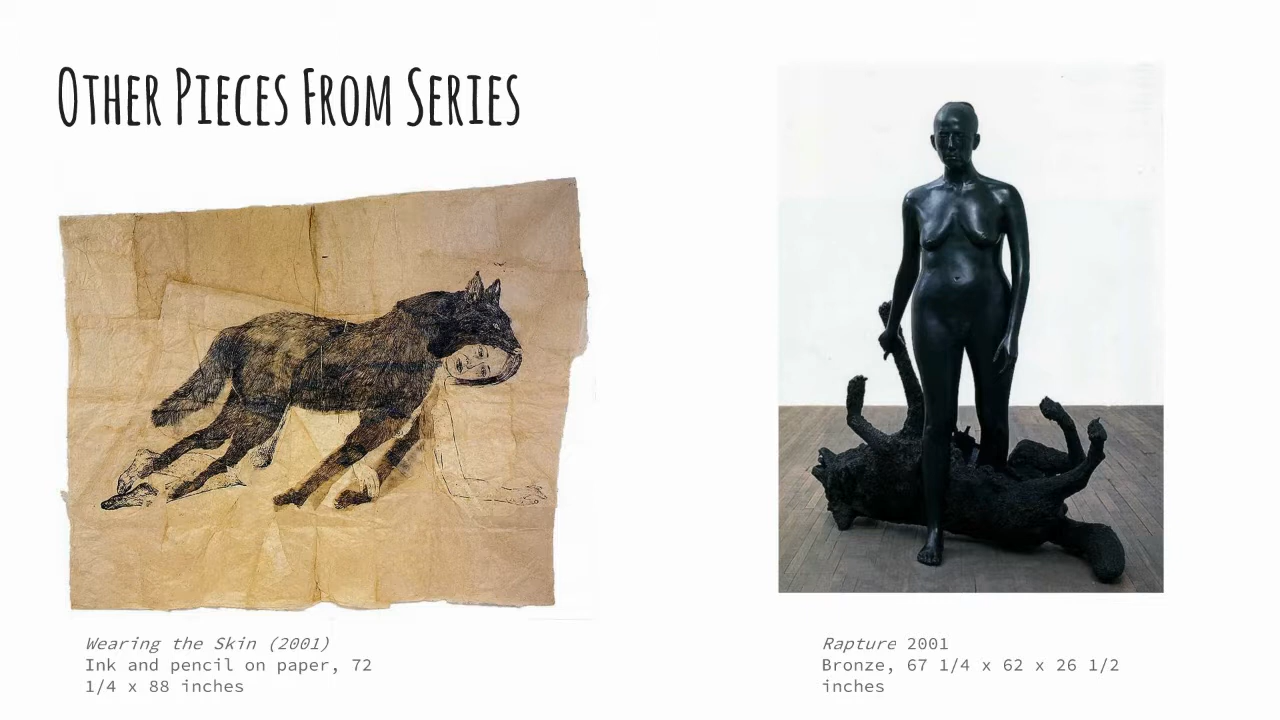 Other Pieces From Series
Wearing the Skin (2001)
Ink and pencil on paper, 72
1/4 x 88 inches
Rapture 2001
Bronze, 67 1/4 x 62 x 26 1/2
inches